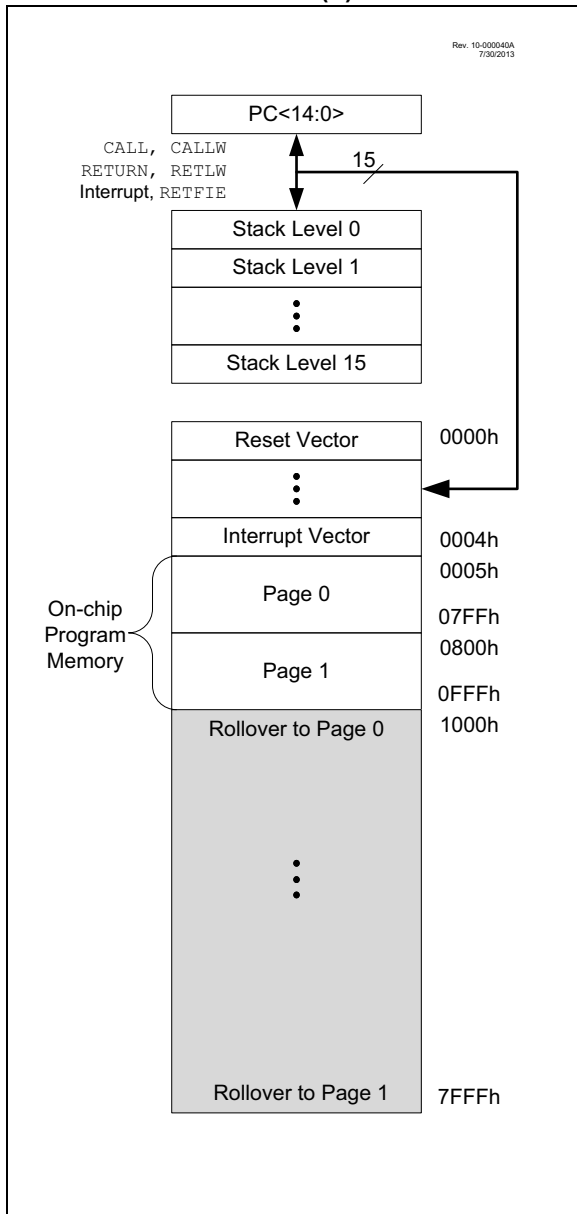 (4)
Rev. 10-000040A
7/30/2013
PC<14:0>
CALL, CALLW
RETURN, RETLW
Interrupt, RETFIE
15
Stack Level 0
Stack Level 1
Stack Level 15
Reset Vector
0000h
Interrupt Vector
0004h
0005h
Page 0
On-chip
Program
Memory
07FFh
0800h
Page 1
0FFFh
Rollover to Page 0
1000h
Rollover to Page 1
7FFFh